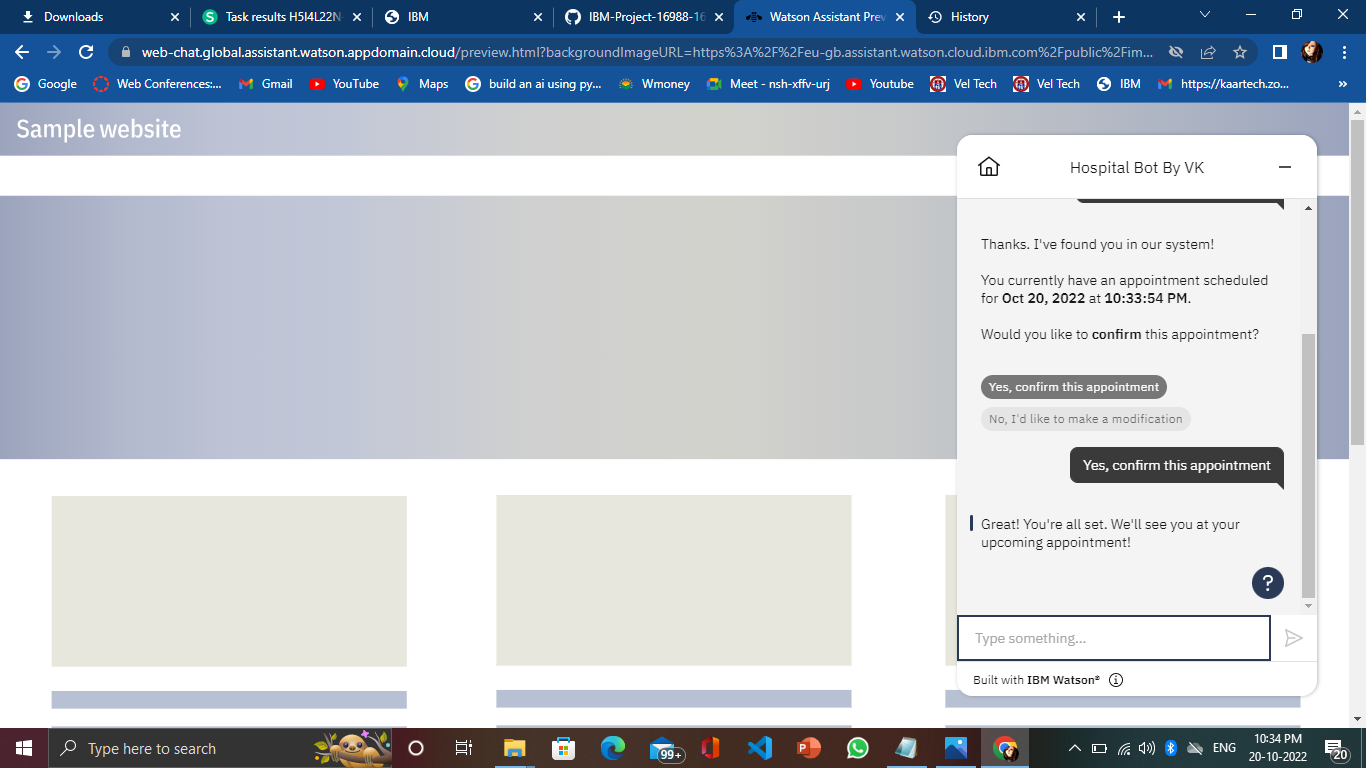 Downloads
Task results H5I4L22N
IBM
IBM-Project-16988-16
Watson Assistant Prev
History
web-chat.global.assistant.watson.appdomain.cloud/preview.html?backgroundImageURL=https%3A%2F%2Feu-gb.assistant.watson.cloud.ibm.com%2Fpublic%2Fim...
Google
Web Conferences:...
Gmail
YouTube
Maps
build an ai using py...
Wmoney
Meet - nsh-xffv-urj
Youtube
Vel Tech
Vel Tech
IBM
https://kaartech.zo...
»
Sample website
Hospital Bot By VK
Thanks. I've found you in our system!
You currently have an appointment scheduled
for Oct 20, 2022 at 10:33:54 PM.
Would you like to confirm this appointment?
Yes, confirm this appointment
No, I'd like to make a modification
Yes, confirm this appointment
Great! You're all set. We'll see you at your
upcoming appointment!
?
Type something...
Built with IBM Watson®
Type here to search
99+
ENG
10:34 PM
20-10-2022
20